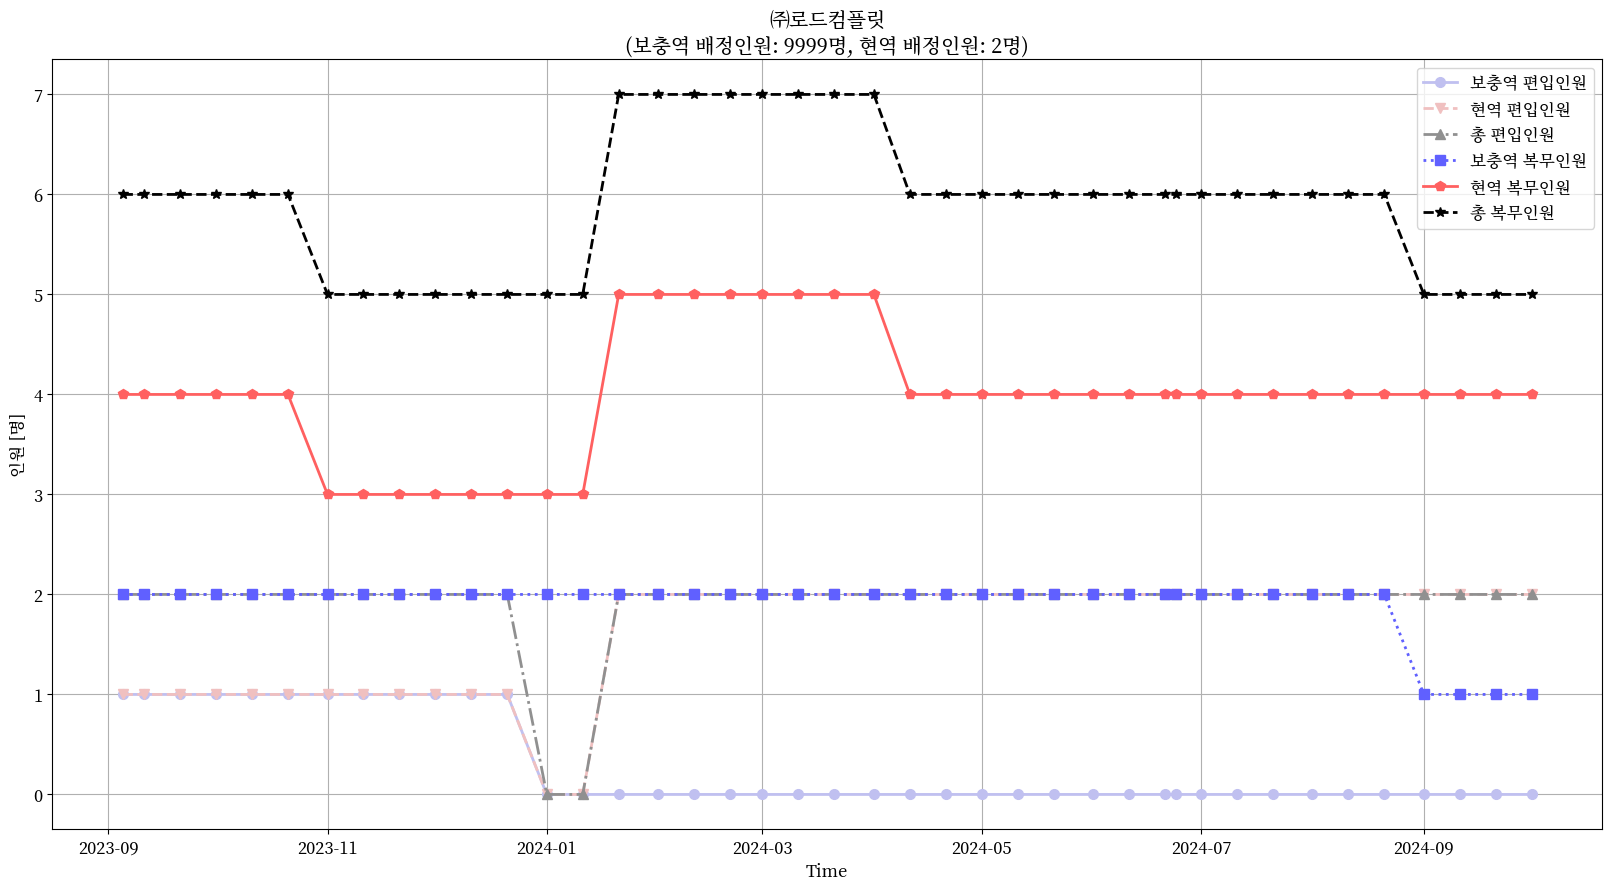 ㈜로드컴플릿
(보충역 배정인원: 9999명, 현역 배정인원: 2명)
보충역 편입인원
현역 편입인원
총 편입인원
보충역 복무인원
현역 복무인원
총 복무인원
인원 [명]
7
6
5
4
3
2
1
0
2023-09
2023-11
2024-01
2024-03
2024-05
2024-07
2024-09
Time